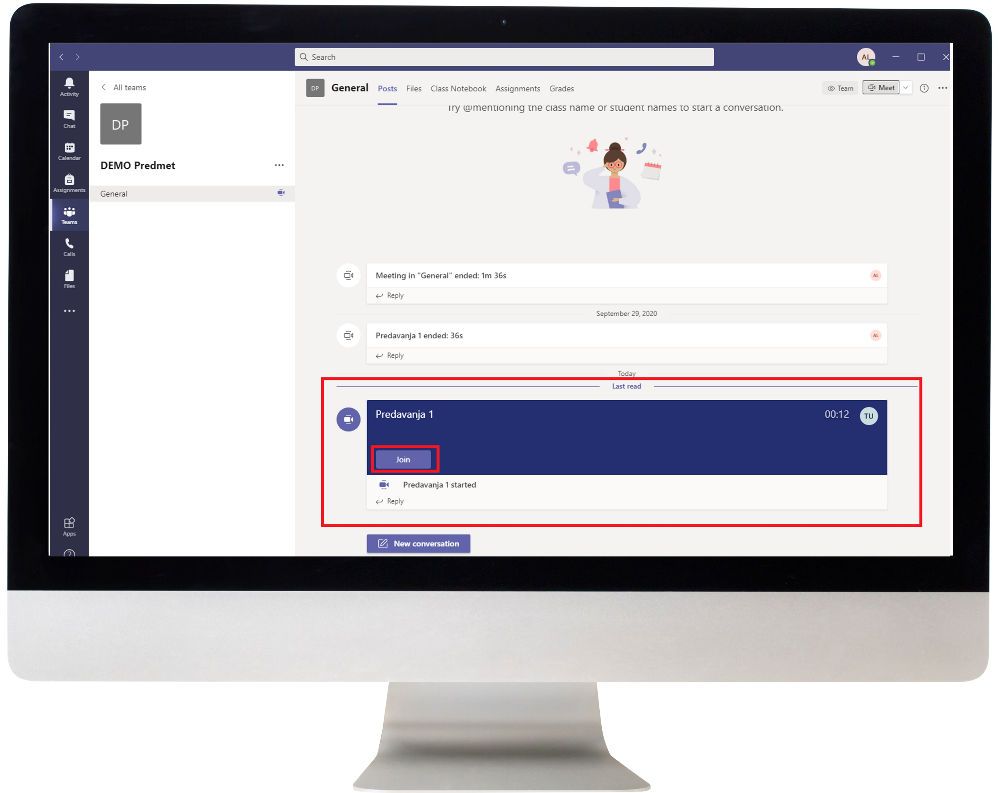 Search
AL
Activity
Chat
Calendar
Assignments
Teams
Calls
Files
Apps
All teams
DP
DEMO Predmet
General
DP
General
Posts
Files
Class Notebook
Assignments
Grades
Team
Meet
Try @mentioning the class name or student names to start a conversation.
Meeting in "General" ended: 1m 36s
AL
Reply
September 29, 2020
Predavanja 1 ended: 36s
AL
Reply
Today
Last read
Predavanja 1
00:12
TU
Join
Predavanja 1 started
Reply
New conversation